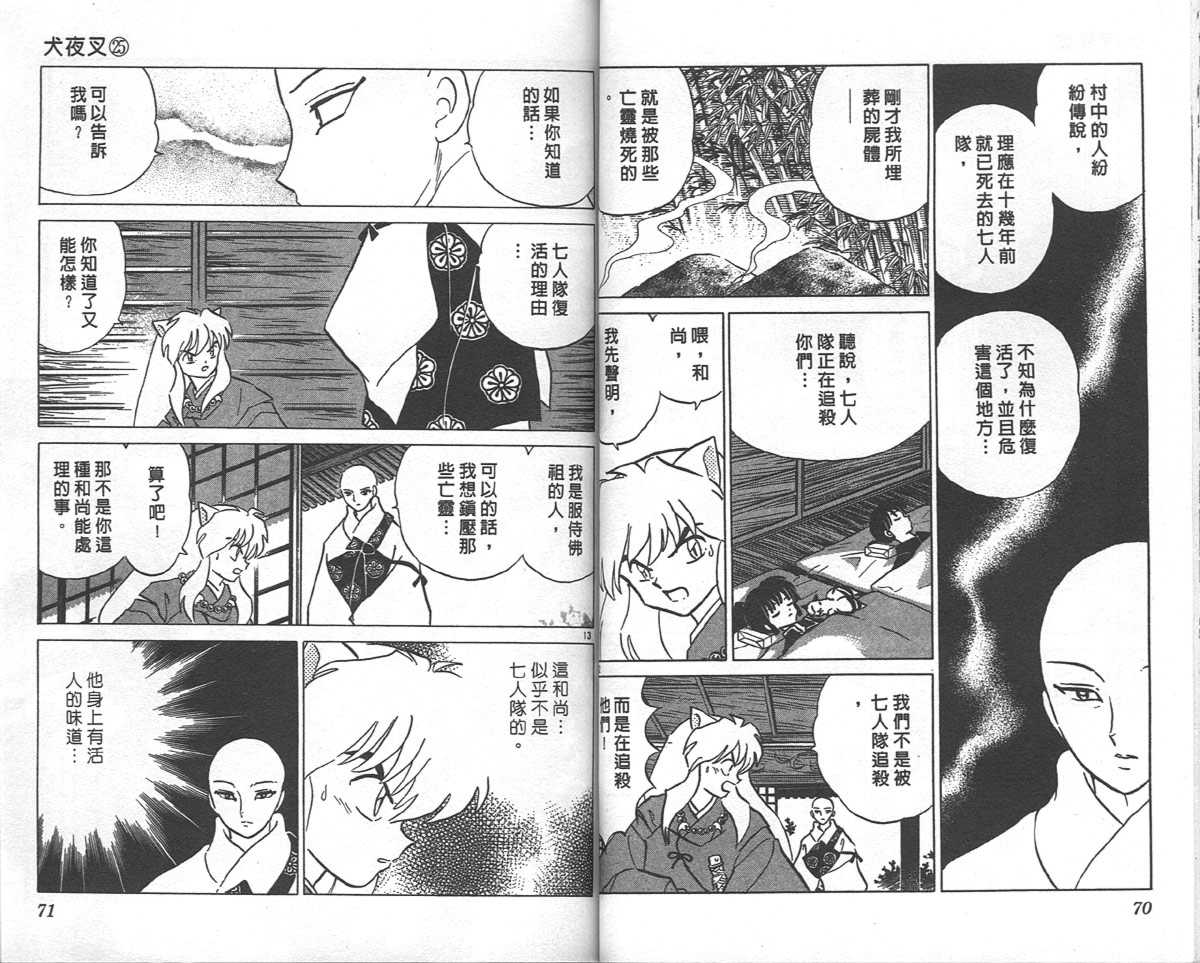 村中的人紛
紛傳說，
理應在十幾年前
就已死去的七人
隊，
不知為什麼復
活了，並且危
害這個地方…
剛才我所埋
葬的屍體
——
就是被那些
亡靈燒死的
。
聽說，七人
隊正在追殺
你們…
喂，和
尚，
我先聲明，
我們不是被
七人隊追殺
，
而是在追殺
他們！
70
犬夜叉㉕
如果你知道
的話…
可以告訴
我嗎？
七人隊復
活的理由
…
你知道了又
能怎樣？
我是服侍佛
祖的人，
可以的話，
我想鎮壓那
些亡靈…
算了吧！
那不是你這
種和尚能處
理的事。
13
這和尚…
似乎不是
七人隊的。
他身上有活
人的味道…
71